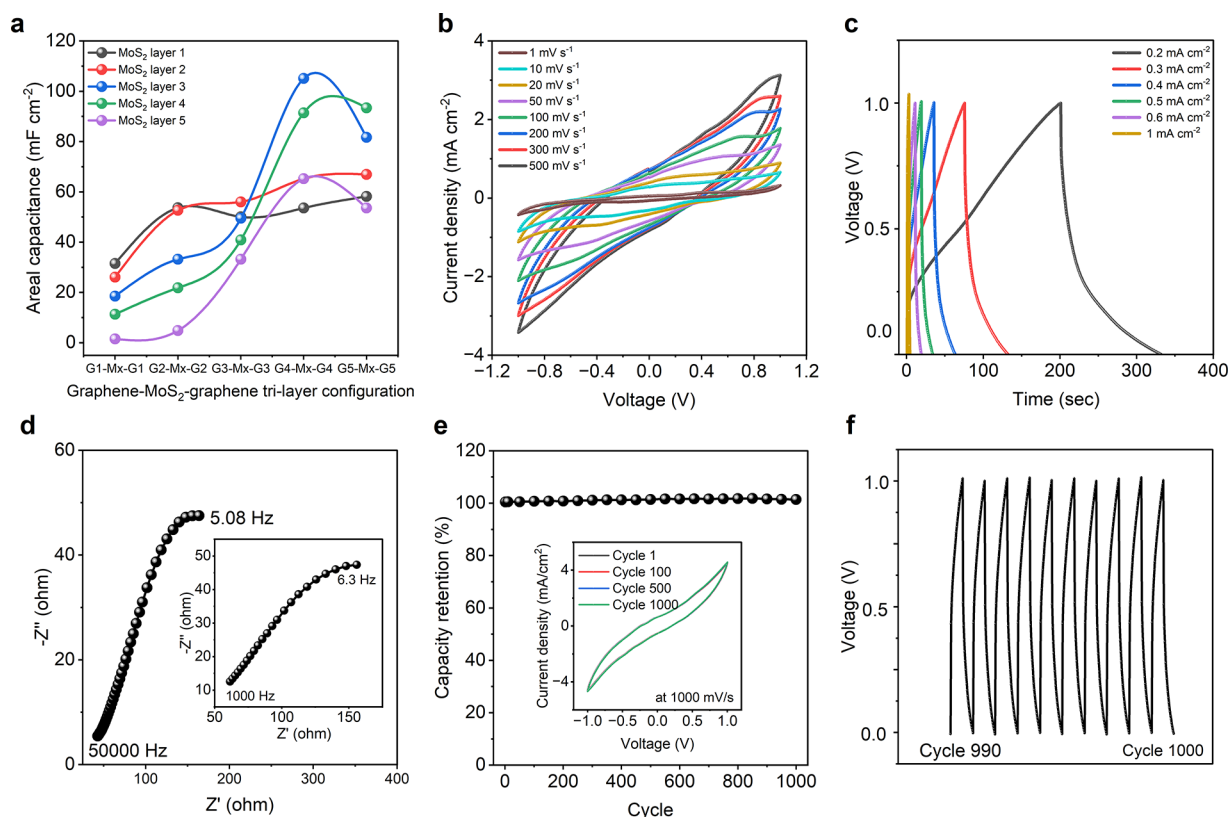 a
120
100
80
60
40
20
0
Areal capacitance (mF cm⁻²)
MoS₂ layer 1
MoS₂ layer 2
MoS₂ layer 3
MoS₂ layer 4
MoS₂ layer 5
G1-Mx-G1 G2-Mx-G2 G3-Mx-G3 G4-Mx-G4 G5-Mx-G5
Graphene-MoS₂-graphene tri-layer configuration
b
4
2
0
−2
−4
Current density (mA cm⁻²)
1 mV s⁻¹
10 mV s⁻¹
20 mV s⁻¹
50 mV s⁻¹
100 mV s⁻¹
200 mV s⁻¹
300 mV s⁻¹
500 mV s⁻¹
−1.2 −0.8 −0.4 0.0 0.4 0.8 1.2
Voltage (V)
c
1.0
0.5
0.0
Voltage (V)
0.2 mA cm⁻²
0.3 mA cm⁻²
0.4 mA cm⁻²
0.5 mA cm⁻²
0.6 mA cm⁻²
1 mA cm⁻²
0 100 200 300 400
Time (sec)
d
60
40
20
0
-Z" (ohm)
5.08 Hz
50000 Hz
50
40
30
20
10
-Z" (ohm)
6.3 Hz
1000 Hz
50 100 150
Z' (ohm)
100 200 300 400
Z' (ohm)
e
120
100
80
60
40
20
0
Capacity retention (%)
4
0
−4
Current density (mA/cm²)
Cycle 1
Cycle 100
Cycle 500
Cycle 1000
at 1000 mV/s
−1.0 −0.5 0.0 0.5 1.0
Voltage (V)
0 200 400 600 800 1000
Cycle
f
1.0
0.5
0.0
Voltage (V)
Cycle 990
Cycle 1000